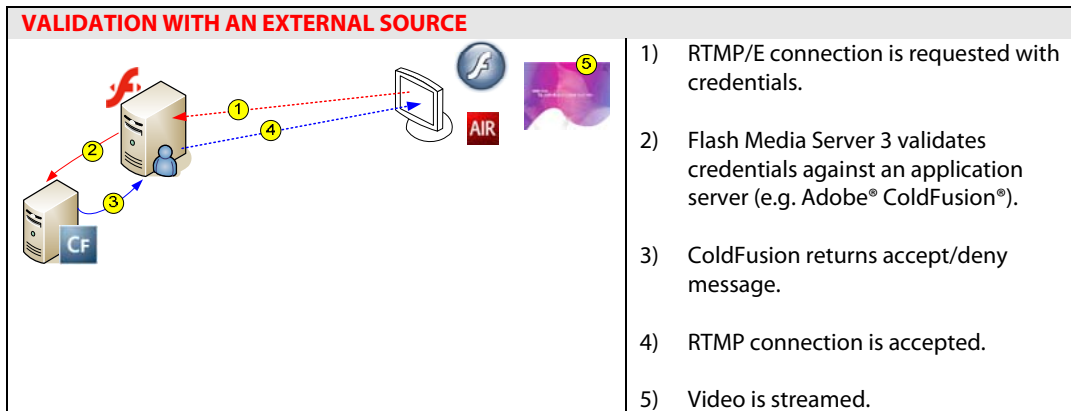 VALIDATION WITH AN EXTERNAL SOURCE
1
2
3
4
5
AIR
CF
1) RTMP/E connection is requested with
credentials.
2) Flash Media Server 3 validates
credentials against an application
server (e.g. Adobe® ColdFusion®).
3) ColdFusion returns accept/deny
message.
4) RTMP connection is accepted.
5) Video is streamed.